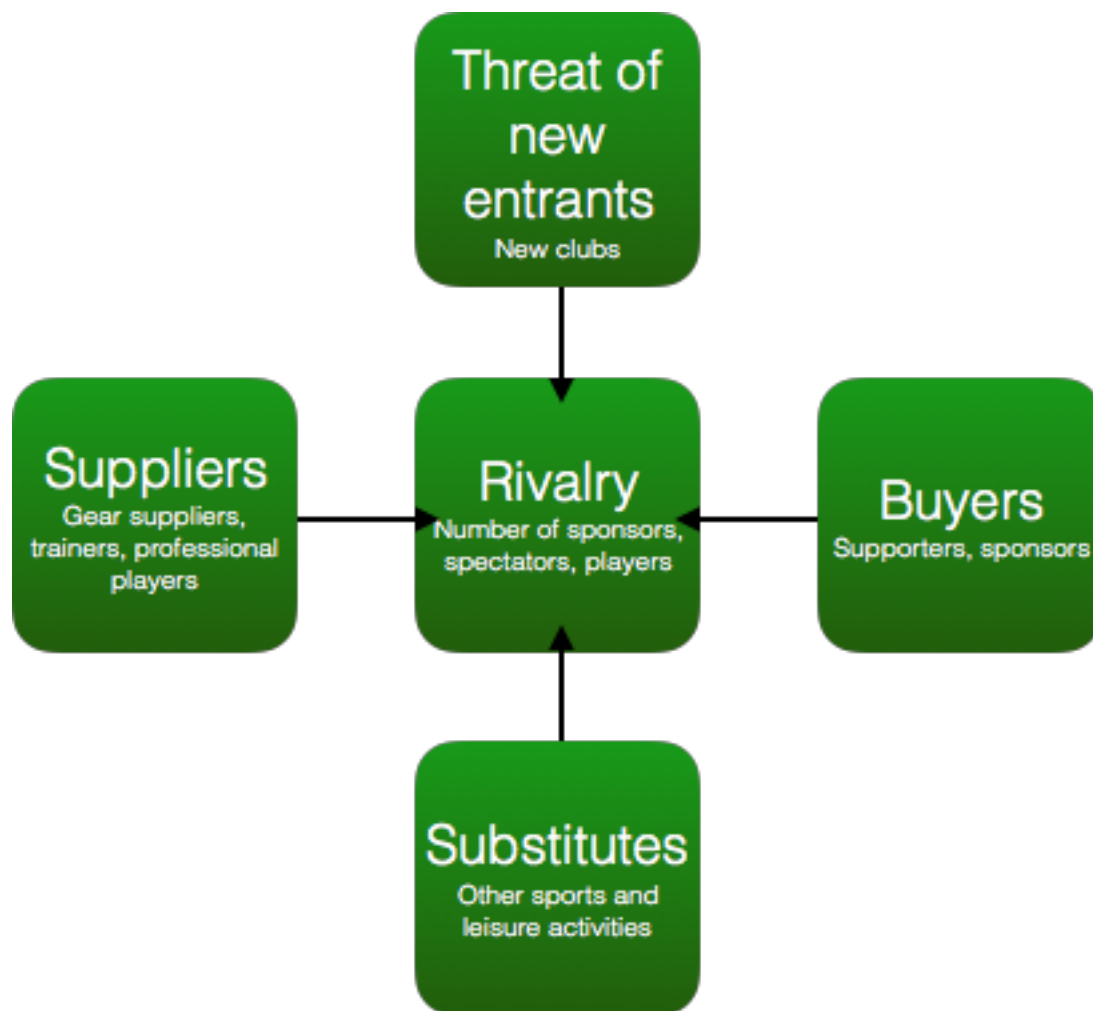 Threat of
new
entrants
New clubs
Suppliers
Gear suppliers,
trainers, professional
players
Rivalry
Number of sponsors,
spectators, players
Buyers
Supporters, sponsors
Substitutes
Other sports and
leisure activities